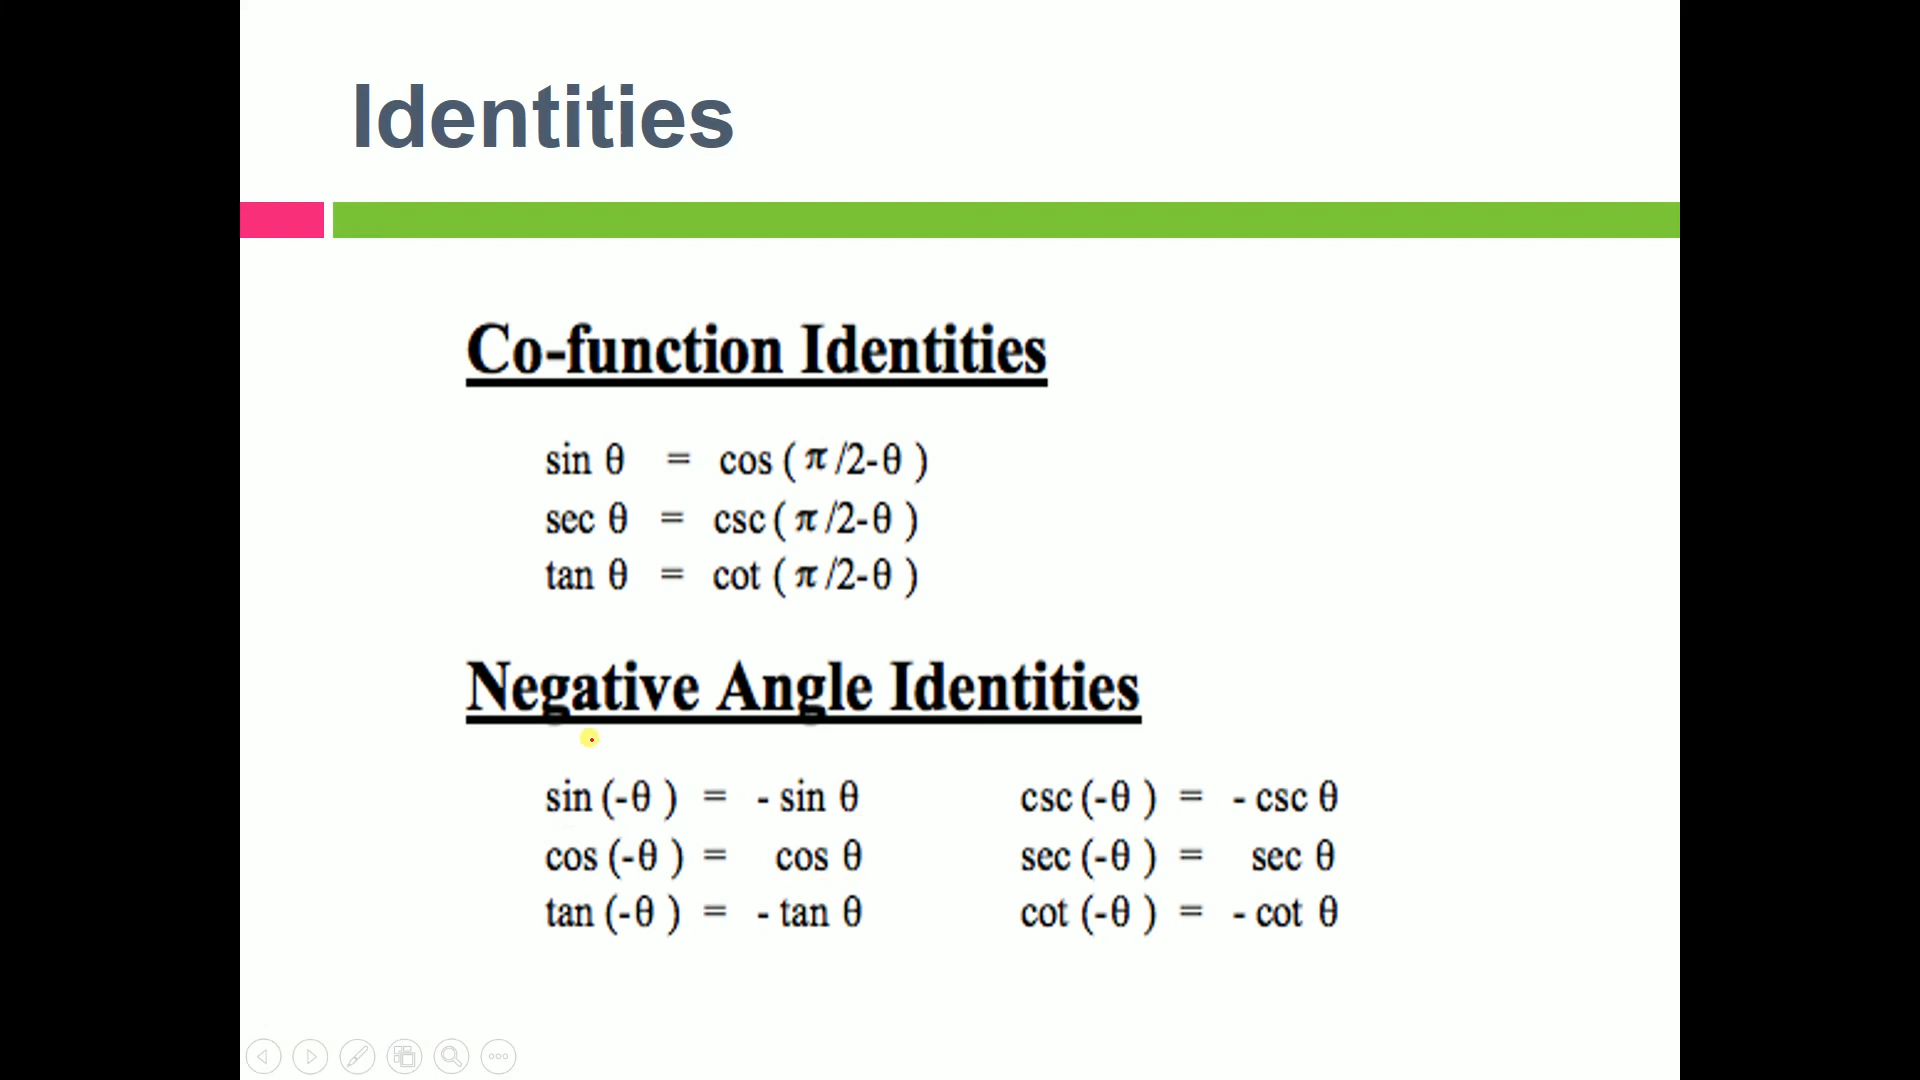 Identities
Co-function Identities
sin θ = cos ( π /2-θ )
sec θ = csc ( π /2-θ )
tan θ = cot ( π /2-θ )
Negative Angle Identities
sin (-θ ) = - sin θ csc (-θ ) = - csc θ
cos (-θ ) = cos θ sec (-θ ) = sec θ
tan (-θ ) = - tan θ cot (-θ ) = - cot θ